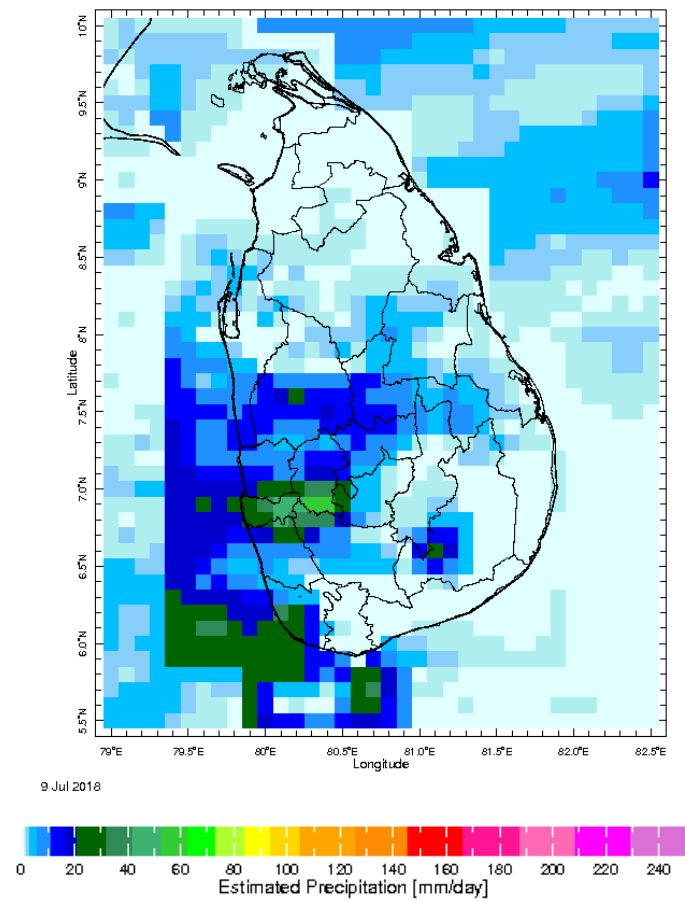 10°N
9.5°N
9°N
8.5°N
8°N
7.5°N
7.0°N
6.5°N
6.0°N
5.5°N
Latitude
79°E 79.5°E 80°E 80.5°E 81.0°E 81.5°E 82.0°E 82.5°E
Longitude
9 Jul 2018
0 20 40 60 80 100 120 140 160 180 200 220 240
Estimated Precipitation [mm/day]